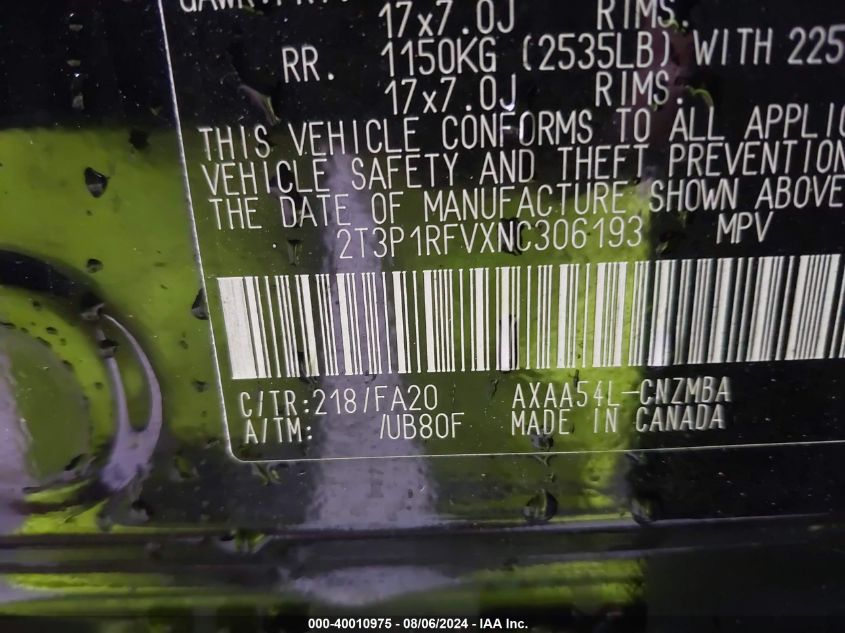 17x7.0J RIMS.
RR. 1150KG (2535LB) WITH 225
17x7.0J RIMS.
THIS VEHICLE CONFORMS TO ALL APPLIC
VEHICLE SAFETY AND THEFT PREVENTION
THE DATE OF MANUFACTURE SHOWN ABOVE
2T3P1RFVXNC306193 MPV
C/TR:218/FA20 AXAA54L-CNZMBA
A/TM: /UB80F MADE IN CANADA
000-40010975 - 08/06/2024 - IAA Inc.